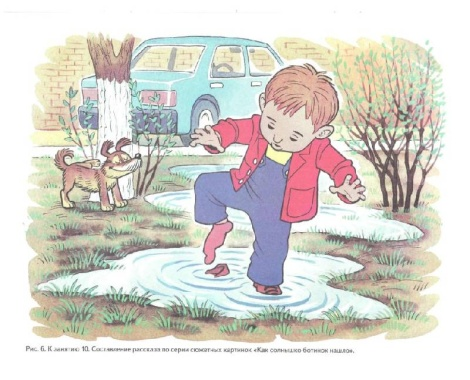 Рис. 6. К занятию 10. Составление рассказа по серии сюжетных картинок «Как солнышко ботинок нашло».